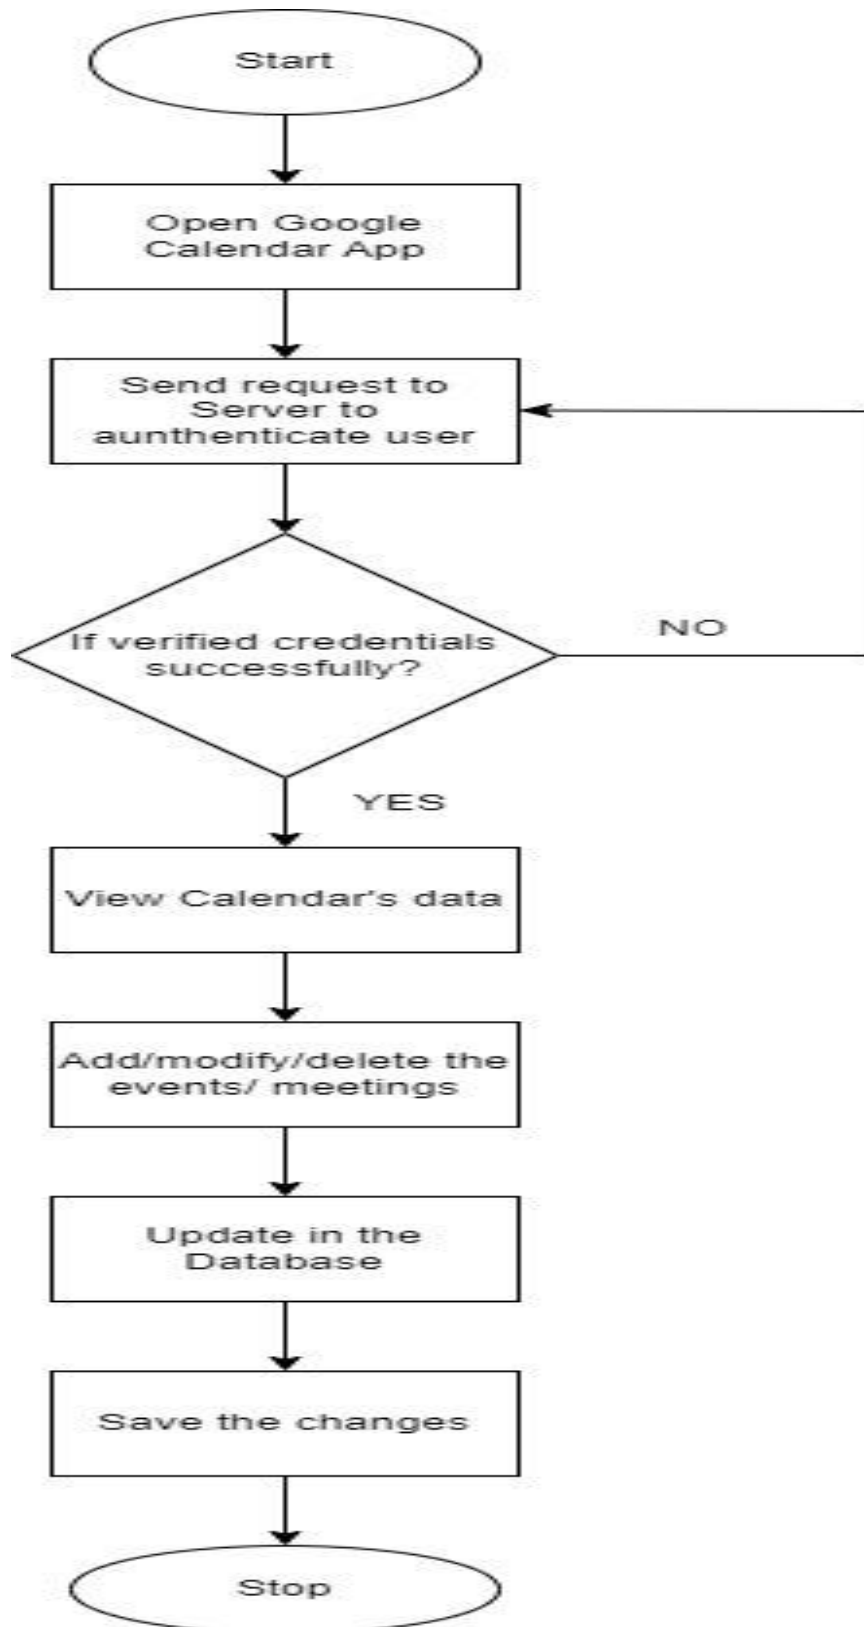 Start
Open Google
Calendar App
Send request to
Server to
aunthenticate user
If verified credentials
successfully?
NO
YES
View Calendar's data
Add/modify/delete the
events/ meetings
Update in the
Database
Save the changes
Stop